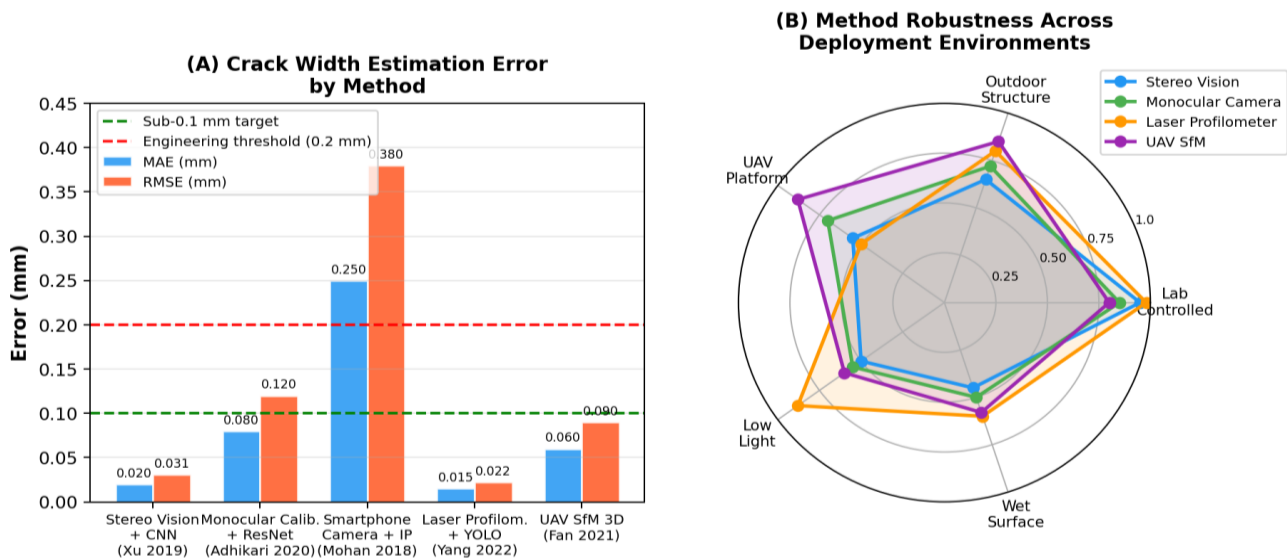 (A) Crack Width Estimation Error
by Method
Error (mm)
0.45
0.40
0.35
0.30
0.25
0.20
0.15
0.10
0.05
0.00
Sub-0.1 mm target
Engineering threshold (0.2 mm)
MAE (mm)
RMSE (mm)
0.020
0.031
0.080
0.120
0.250
0.380
0.015
0.022
0.060
0.090
Stereo Vision
+ CNN
(Xu 2019)
Monocular Calib.
+ ResNet
(Adhikari 2020)
Smartphone
Camera + IP
(Mohan 2018)
Laser Profilom.
+ YOLO
(Yang 2022)
UAV SfM 3D
(Fan 2021)
(B) Method Robustness Across
Deployment Environments
Stereo Vision
Monocular Camera
Laser Profilometer
UAV SfM
Outdoor
Structure
UAV
Platform
Low
Light
Wet
Surface
Lab
Controlled
0.25
0.50
0.75
1.0